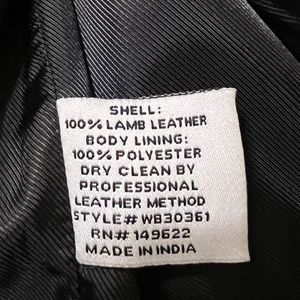 SHELL:
100% LAMB LEATHER
BODY LINING:
100% POLYESTER
DRY CLEAN BY
PROFESSIONAL
LEATHER METHOD
STYLE# WB30361
RN# 149622
MADE IN INDIA